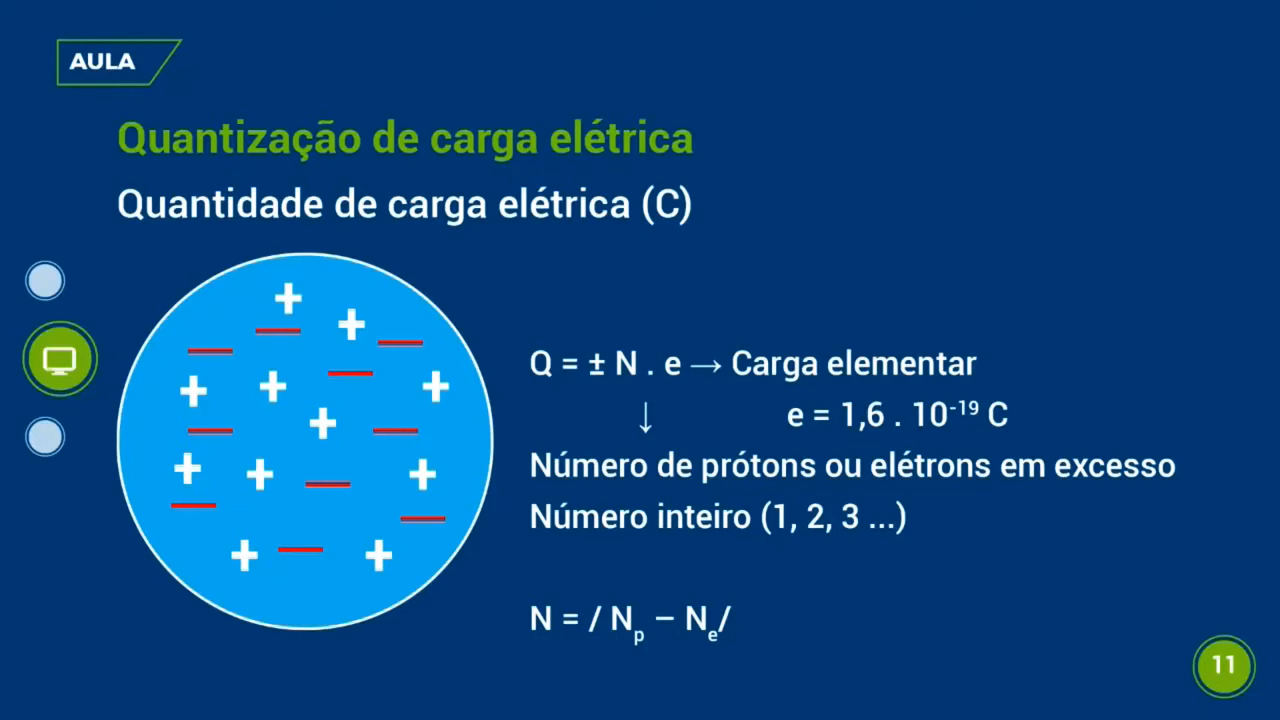 AULA
Quantização de carga elétrica
Quantidade de carga elétrica (C)
Q = ± N . e → Carga elementar
↓ e = 1,6 . 10⁻¹⁹ C
Número de prótons ou elétrons em excesso
Número inteiro (1, 2, 3 ...)
N = / Nₚ – Nₑ/
11